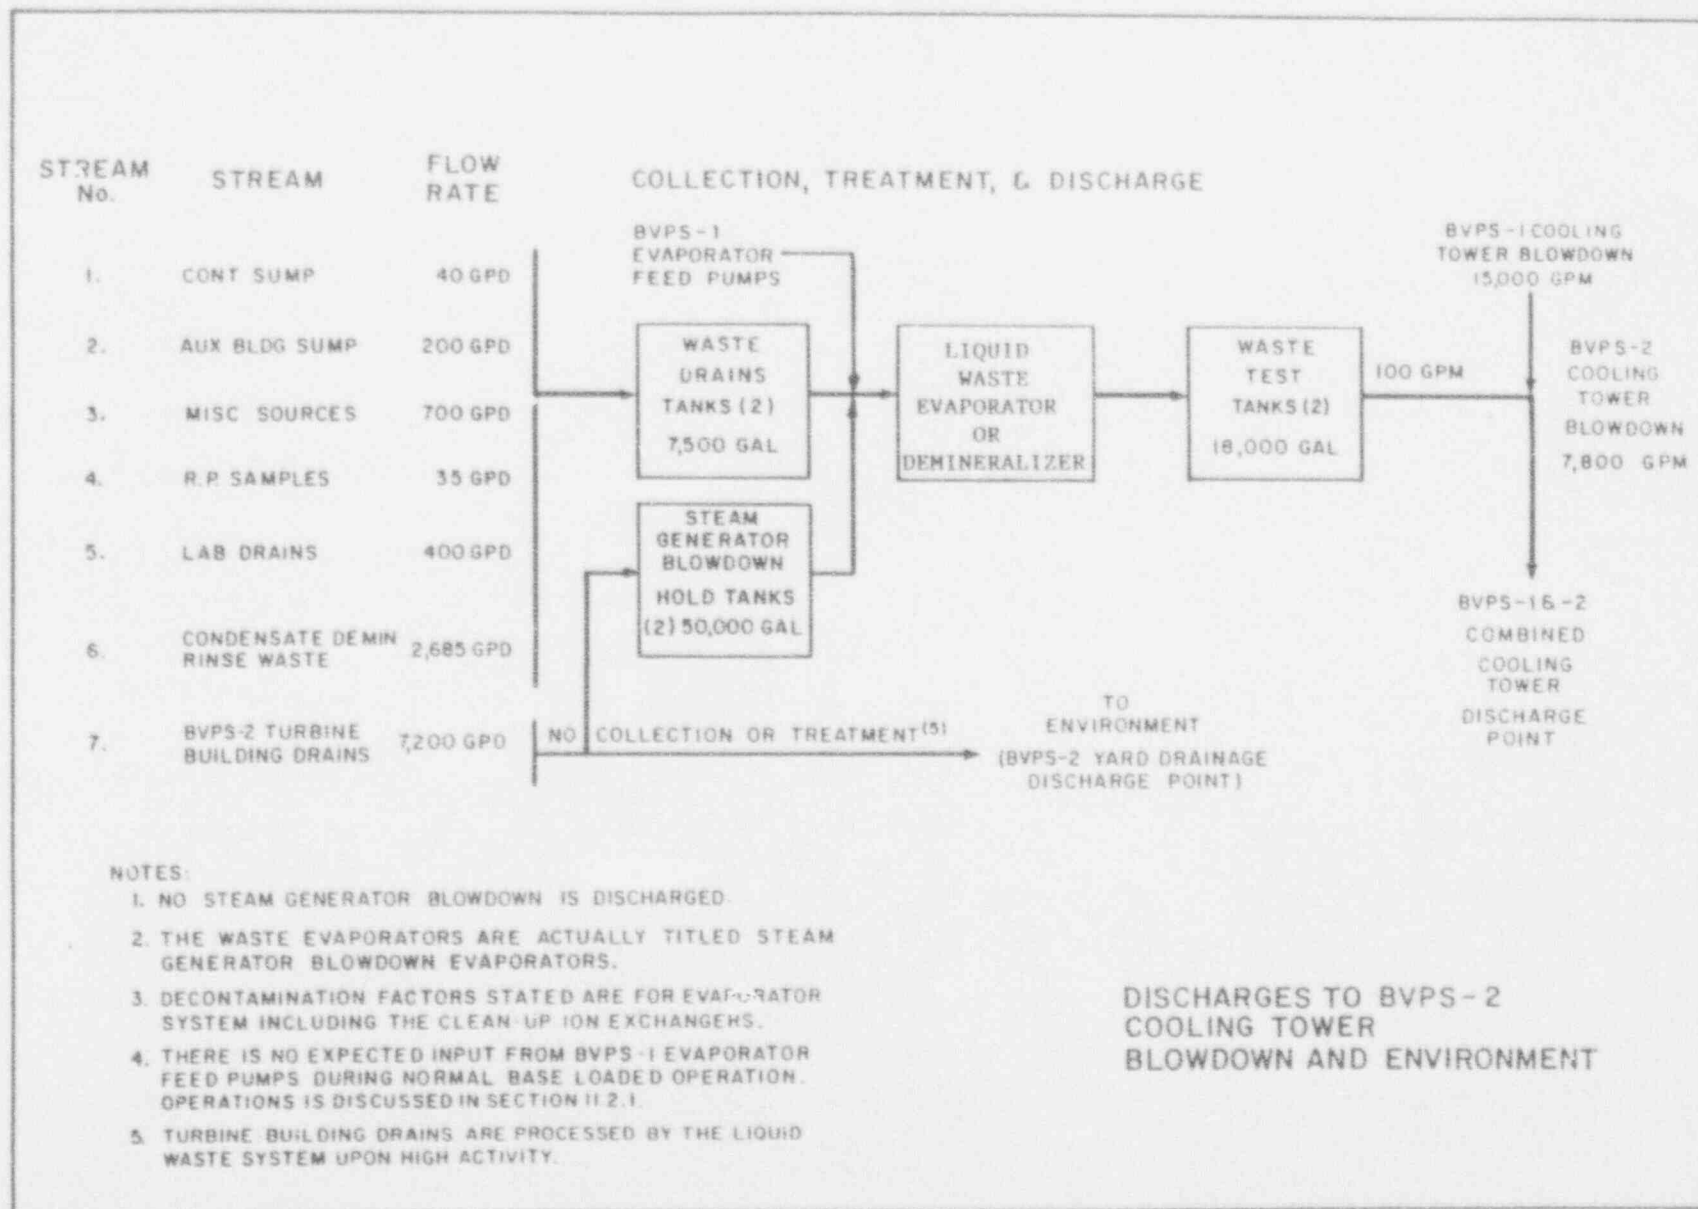 STREAM No.
STREAM
FLOW RATE
COLLECTION, TREATMENT, & DISCHARGE
1. CONT SUMP 40 GPD
2. AUX BLDG SUMP 200 GPD
3. MISC SOURCES 700 GPD
4. R.P. SAMPLES 35 GPD
5. LAB DRAINS 400 GPD
6. CONDENSATE DEMIN
RINSE WASTE 2,685 GPD
7. BVPS-2 TURBINE
BUILDING DRAINS 7,200 GPD
BVPS-1
EVAPORATOR
FEED PUMPS
WASTE
DRAINS
TANKS (2)
7,500 GAL
STEAM
GENERATOR
BLOWDOWN
HOLD TANKS
(2) 50,000 GAL
LIQUID
WASTE
EVAPORATOR
OR
DEMINERALIZER
WASTE
TEST
TANKS (2)
18,000 GAL
100 GPM
BVPS-1 COOLING
TOWER BLOWDOWN
15,000 GPM
BVPS-2
COOLING
TOWER
BLOWDOWN
7,800 GPM
BVPS-1 & -2
COMBINED
COOLING
TOWER
DISCHARGE
POINT
NO COLLECTION OR TREATMENT(5)
TO
ENVIRONMENT
(BVPS-2 YARD DRAINAGE
DISCHARGE POINT)
NOTES:
1. NO STEAM GENERATOR BLOWDOWN IS DISCHARGED.
2. THE WASTE EVAPORATORS ARE ACTUALLY TITLED STEAM
GENERATOR BLOWDOWN EVAPORATORS.
3. DECONTAMINATION FACTORS STATED ARE FOR EVAPORATOR
SYSTEM INCLUDING THE CLEAN-UP ION EXCHANGERS.
4. THERE IS NO EXPECTED INPUT FROM BVPS-1 EVAPORATOR
FEED PUMPS DURING NORMAL BASE LOADED OPERATION.
OPERATIONS IS DISCUSSED IN SECTION 11.2.1.
5. TURBINE BUILDING DRAINS ARE PROCESSED BY THE LIQUID
WASTE SYSTEM UPON HIGH ACTIVITY.
DISCHARGES TO BVPS-2
COOLING TOWER
BLOWDOWN AND ENVIRONMENT